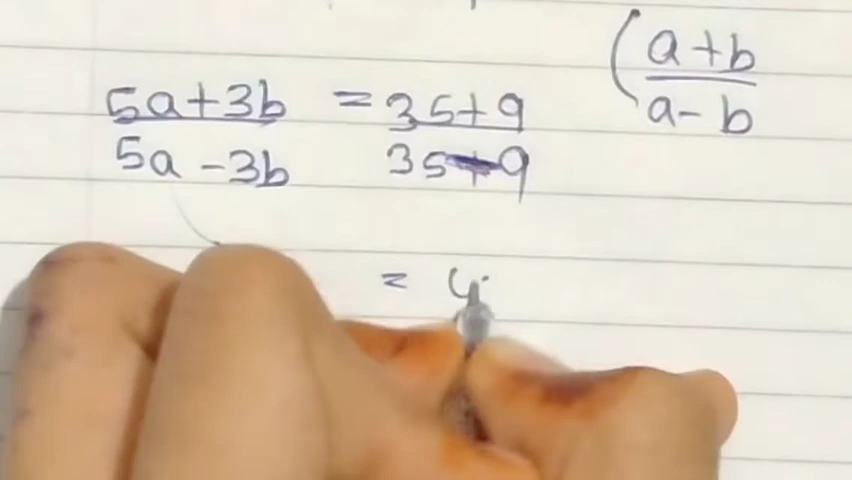 (a+b
a-b
5a+3b = 35+9
5a-3b 35-9
= 4